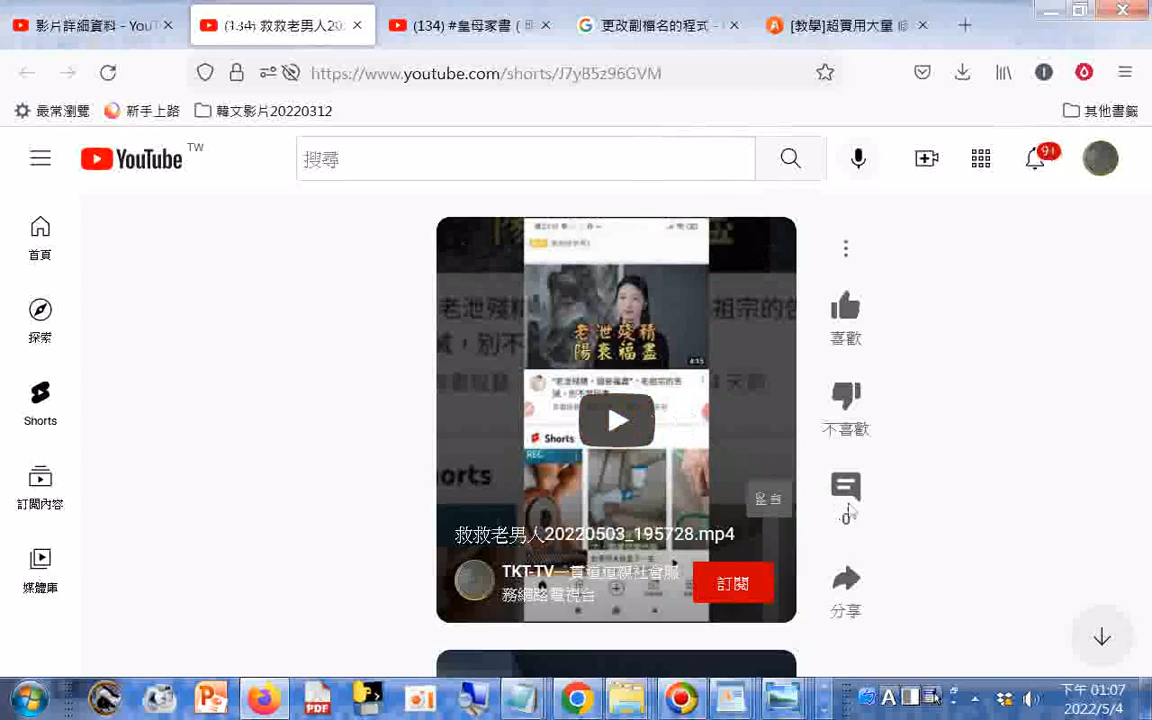 影片詳細資料 - YouT
(134) 救救老男人20
(134) #皇母家書 (
更改副檔名的程式 -
[教學]超實用大量
https://www.youtube.com/shorts/J7yB5z96GVM
最常瀏覽
新手上路
韓文影片20220312
其他書籤
YouTube TW
搜尋
9+
首頁
探索
Shorts
訂閱內容
媒體庫
老泄殘精
陽衰福盡
4:15
Shorts
REC
救救老男人20220503_195728.mp4
TKT-TV一貫道道親社會服
務網路電視台
訂閱
喜歡
不喜歡
0
分享
PDF
A
下午 01:07
2022/5/4